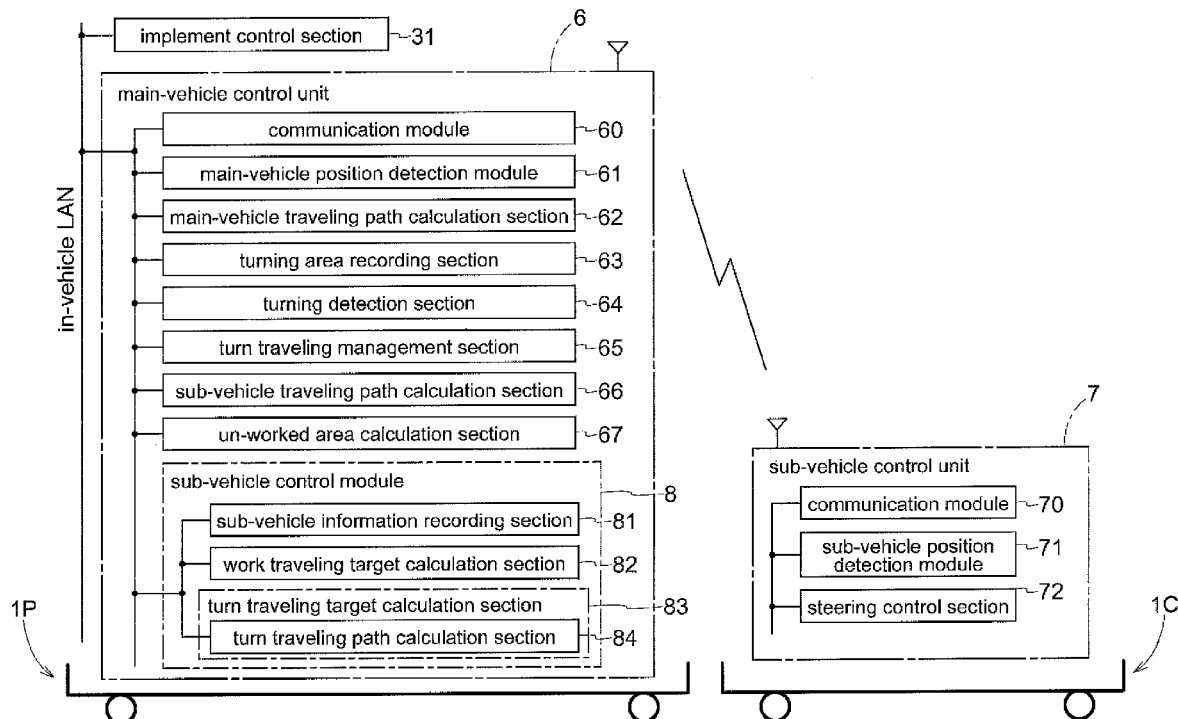 implement control section
31
6
main-vehicle control unit
communication module
60
main-vehicle position detection module
61
main-vehicle traveling path calculation section
62
turning area recording section
63
turning detection section
64
turn traveling management section
65
sub-vehicle traveling path calculation section
66
un-worked area calculation section
67
in-vehicle LAN
sub-vehicle control module
8
sub-vehicle information recording section
81
work traveling target calculation section
82
turn traveling target calculation section
83
turn traveling path calculation section
84
1P
7
sub-vehicle control unit
communication module
70
sub-vehicle position
detection module
71
steering control section
72
1C